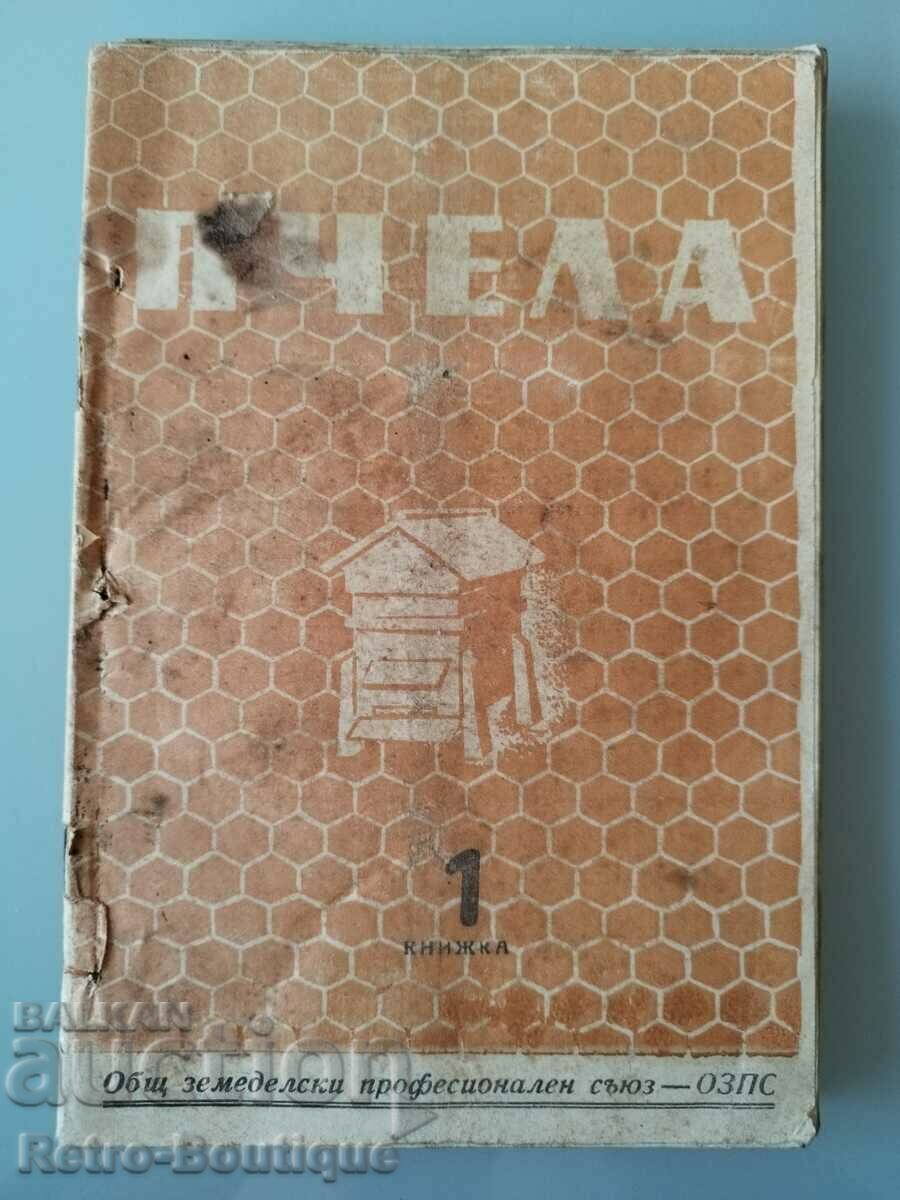 ПЧЕЛА
1
КНИЖКА
BALKAN
auction
Общ земеделски професионален съюз — ОЗПС
Retro-Boutique